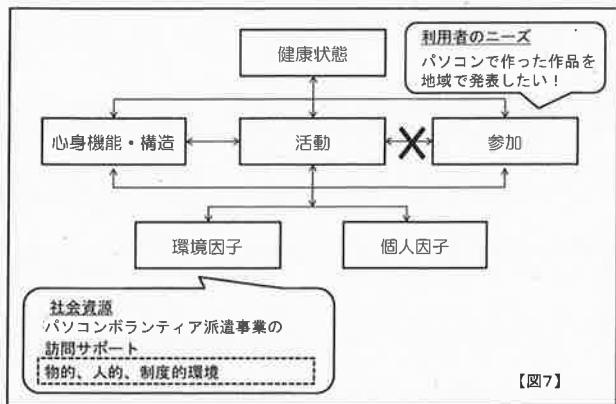 健康状態
利用者のニーズ
パソコンで作った作品を
地域で発表したい！
心身機能・構造
活動
参加
環境因子
個人因子
社会資源
パソコンボランティア派遣事業の
訪問サポート
物的、人的、制度的環境
【図7】